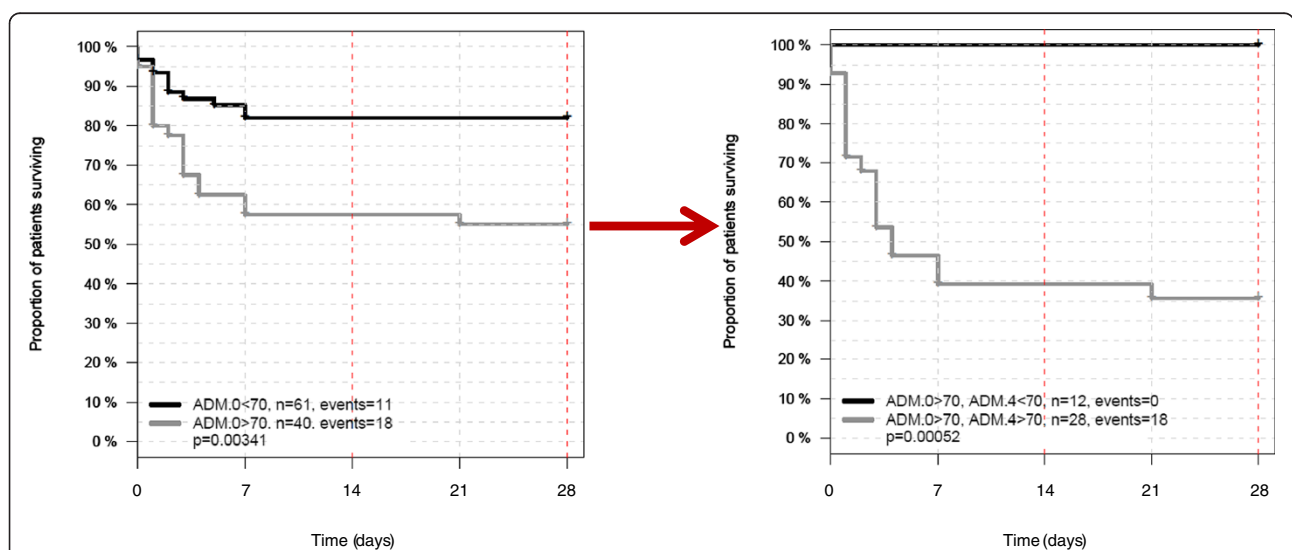 Proportion of patients surviving
100 %
90 %
80 %
70 %
60 %
50 %
40 %
30 %
20 %
10 %
0 %
ADM.0<70, n=61, events=11
ADM.0>70. n=40. events=18
p=0.00341
0 7 14 21 28
Time (days)
Proportion of patients surviving
100 %
90 %
80 %
70 %
60 %
50 %
40 %
30 %
20 %
10 %
0 %
ADM.0>70, ADM.4<70, n=12, events=0
ADM.0>70, ADM.4>70, n=28, events=18
p=0.00052
0 7 14 21 28
Time (days)